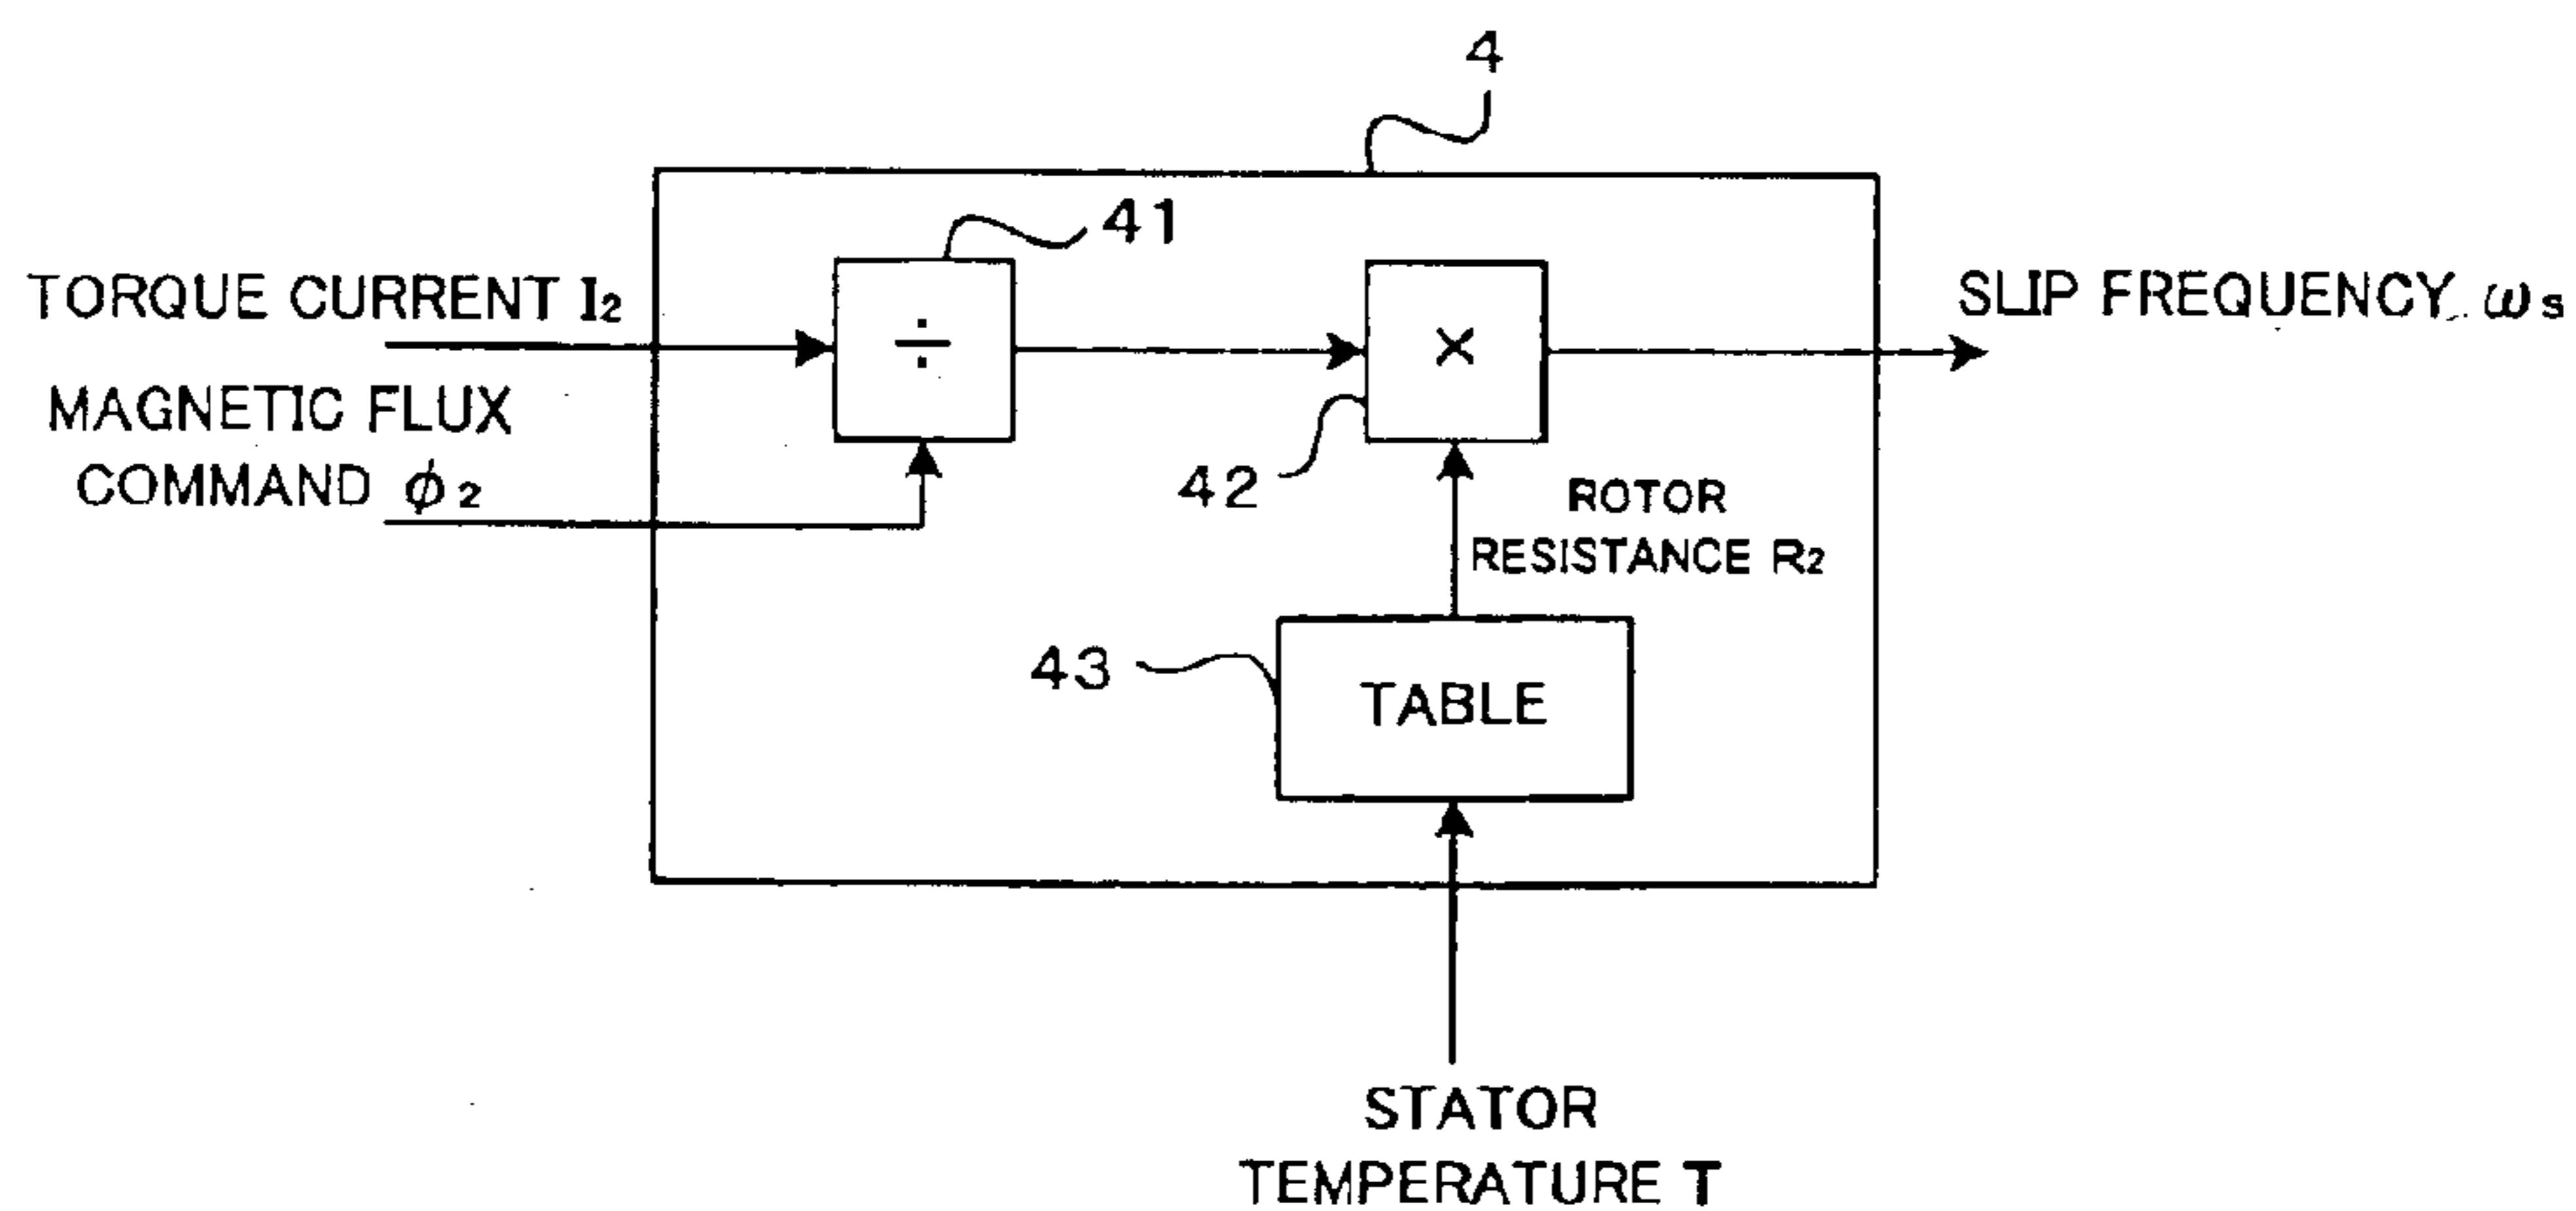 4
41
TORQUE CURRENT I₂
÷
×
SLIP FREQUENCY ωs
MAGNETIC FLUX
COMMAND ϕ₂
42
ROTOR
RESISTANCE R₂
43
TABLE
STATOR
TEMPERATURE T